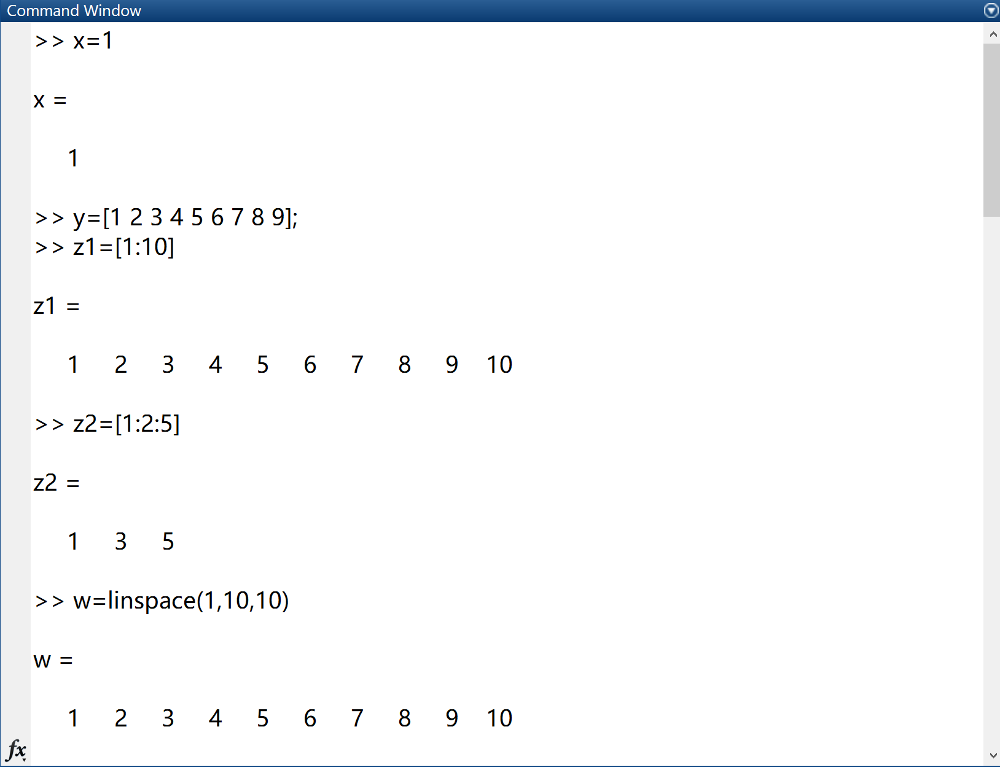 Command Window
>> x=1
x =
1
>> y=[1 2 3 4 5 6 7 8 9];
>> z1=[1:10]
z1 =
1 2 3 4 5 6 7 8 9 10
>> z2=[1:2:5]
z2 =
1 3 5
>> w=linspace(1,10,10)
w =
1 2 3 4 5 6 7 8 9 10
fx